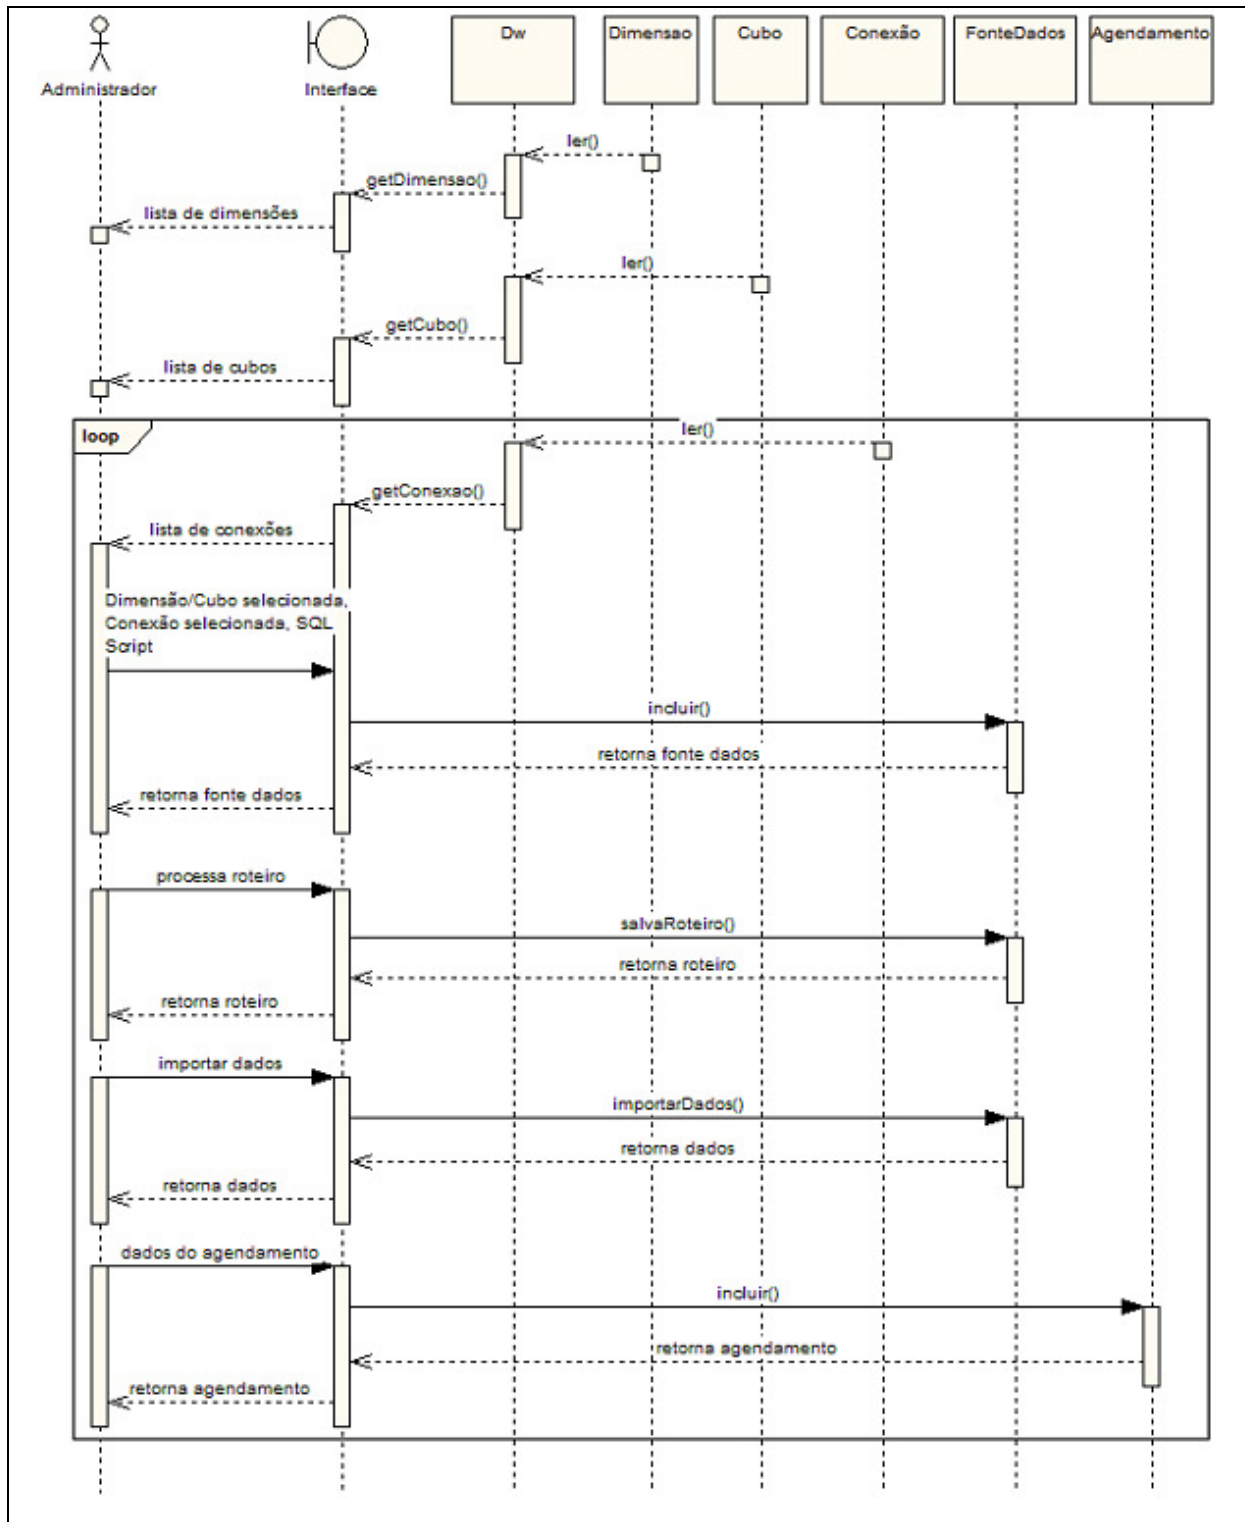 Administrador
Interface
Dw
Dimensao
Cubo
Conexão
FonteDados
Agendamento
ler()
getDimensao()
lista de dimensões
ler()
getCubo()
lista de cubos
loop
ler()
getConexao()
lista de conexões
Dimensão/Cubo selecionada,
Conexão selecionada, SQL
Script
incluir()
retorna fonte dados
retorna fonte dados
processa roteiro
salvaRoteiro()
retorna roteiro
retorna roteiro
importar dados
importarDados()
retorna dados
retorna dados
dados do agendamento
incluir()
retorna agendamento
retorna agendamento